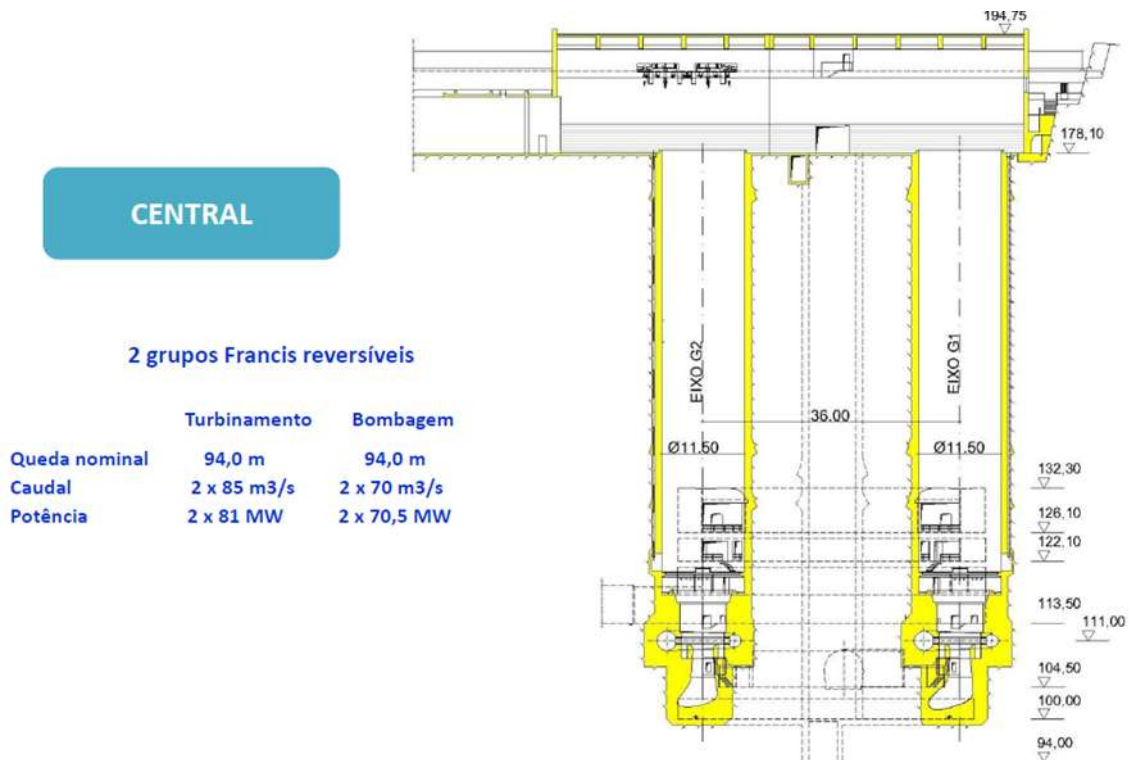 194,75
178,10
CENTRAL
2 grupos Francis reversíveis
Turbinamento Bombagem
Queda nominal 94,0 m 94,0 m
Caudal 2 x 85 m3/s 2 x 70 m3/s
Potência 2 x 81 MW 2 x 70,5 MW
EIXO G2
EIXO G1
36.00
Ø11.50 Ø11.50
132,30
126,10
122,10
113,50
111,00
104,50
100,00
94,00